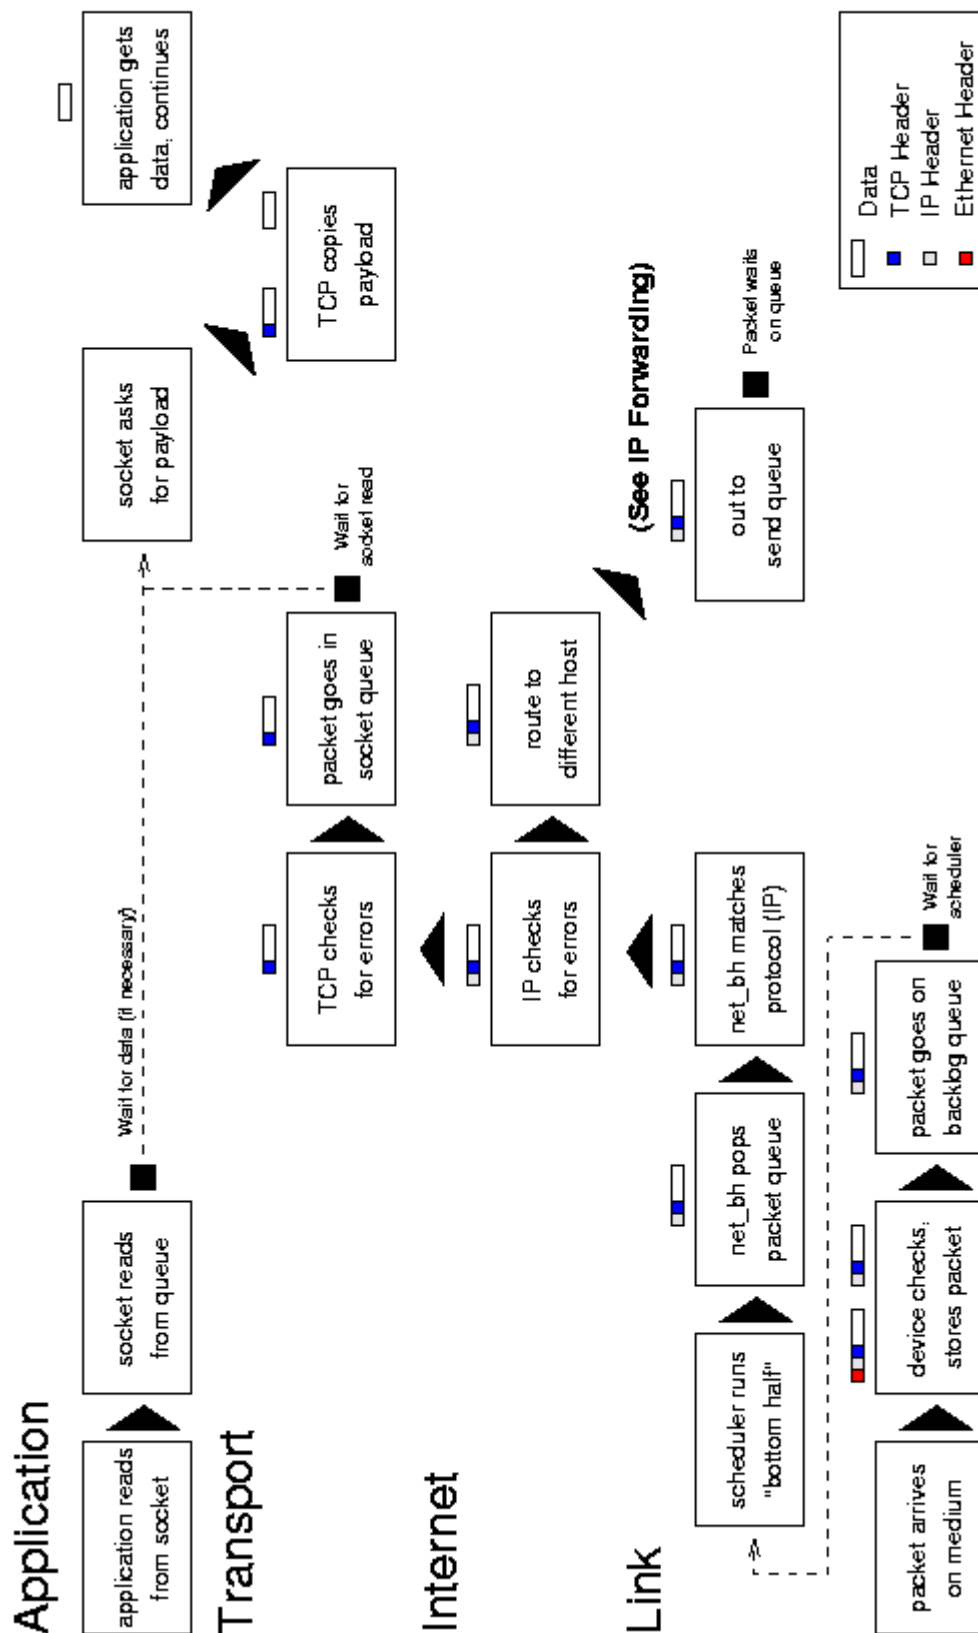 Application
application reads
from socket
socket reads
from queue
Wait for data (if necessary)
socket asks
for payload
application gets
data, continues
Transport
TCP checks
for errors
packet goes in
socket queue
Wait for
socket read
TCP copies
payload
Internet
IP checks
for errors
route to
different host
(See IP Forwarding)
Link
scheduler runs
"bottom half"
net_bh pops
packet queue
net_bh matches
protocol (IP)
out to
send queue
Packet waits
on queue
packet arrives
on medium
device checks,
stores packet
packet goes on
backlog queue
Wait for
scheduler
Data
TCP Header
IP Header
Ethernet Header